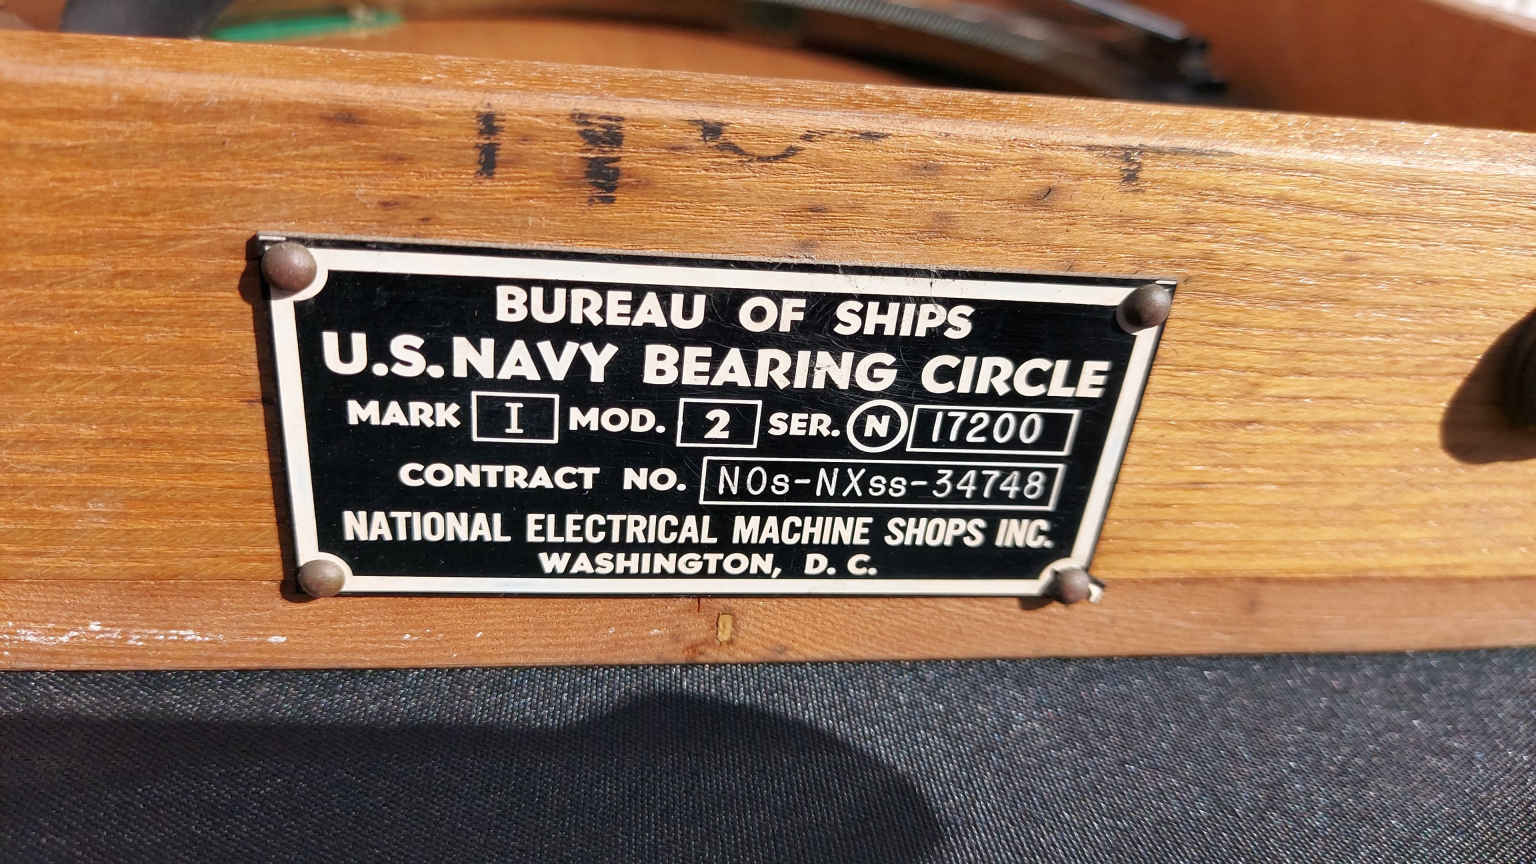 BUREAU OF SHIPS
U.S. NAVY BEARING CIRCLE
MARK I MOD. 2 SER. N 17200
CONTRACT NO. NOs-NXss-34748
NATIONAL ELECTRICAL MACHINE SHOPS INC.
WASHINGTON, D. C.